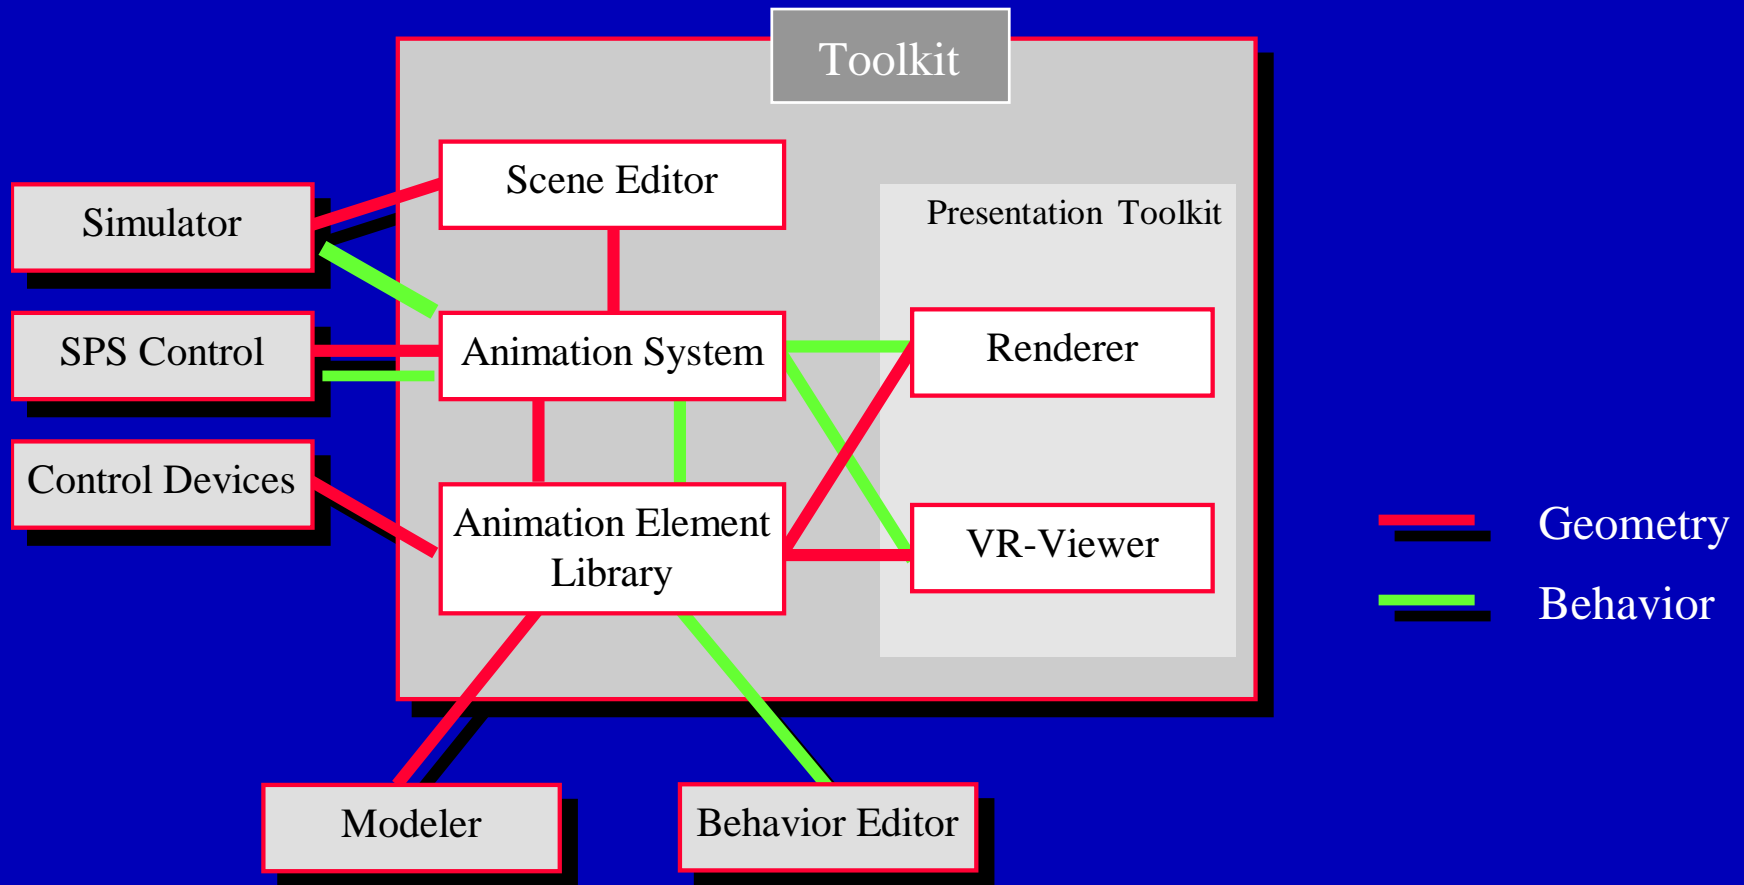 Toolkit
Scene Editor
Simulator
Presentation Toolkit
SPS Control
Animation System
Renderer
Control Devices
Animation Element
Library
VR-Viewer
Geometry
Behavior
Modeler
Behavior Editor